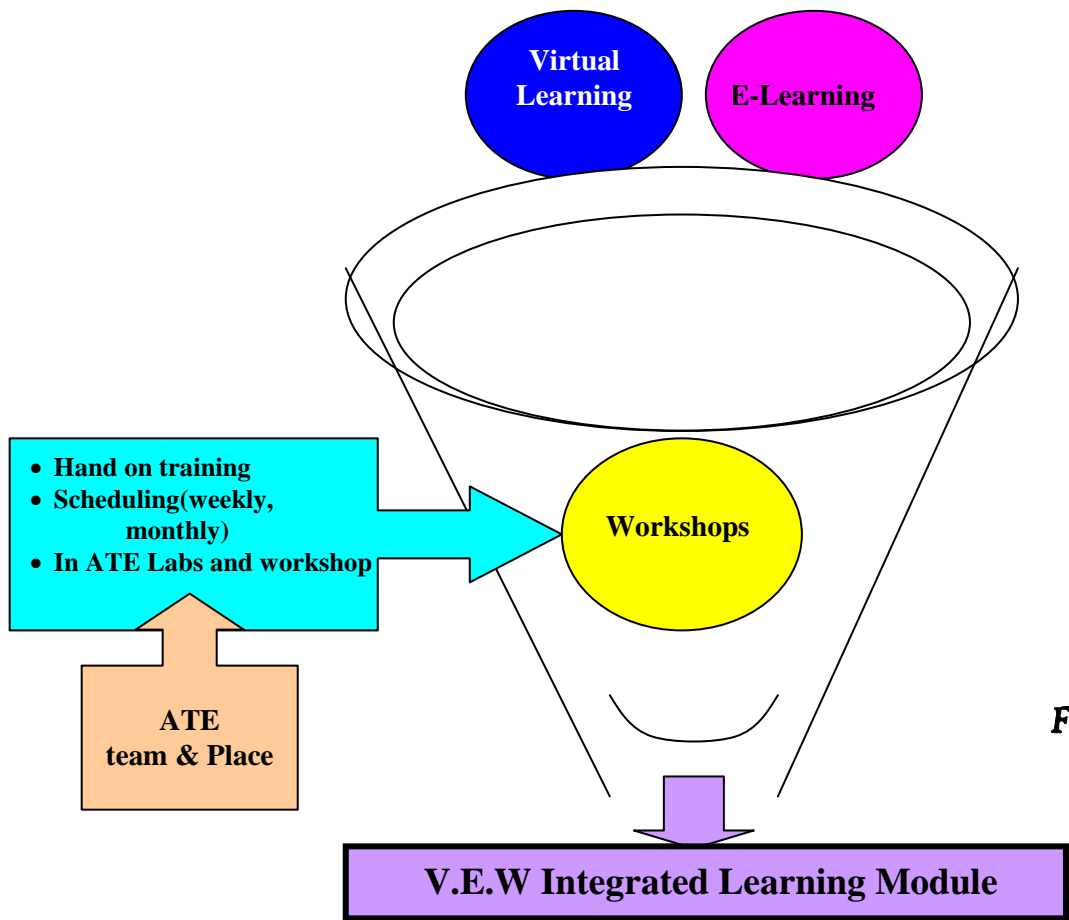 Virtual
Learning
E-Learning
• Hand on training
• Scheduling(weekly,
monthly)
• In ATE Labs and workshop
Workshops
ATE
team & Place
F
V.E.W Integrated Learning Module